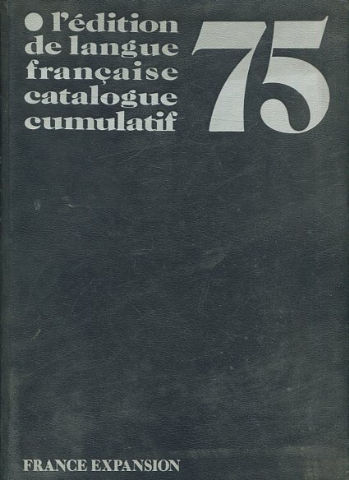 ● l'édition
de langue
française
catalogue
cumulatif
75
FRANCE EXPANSION